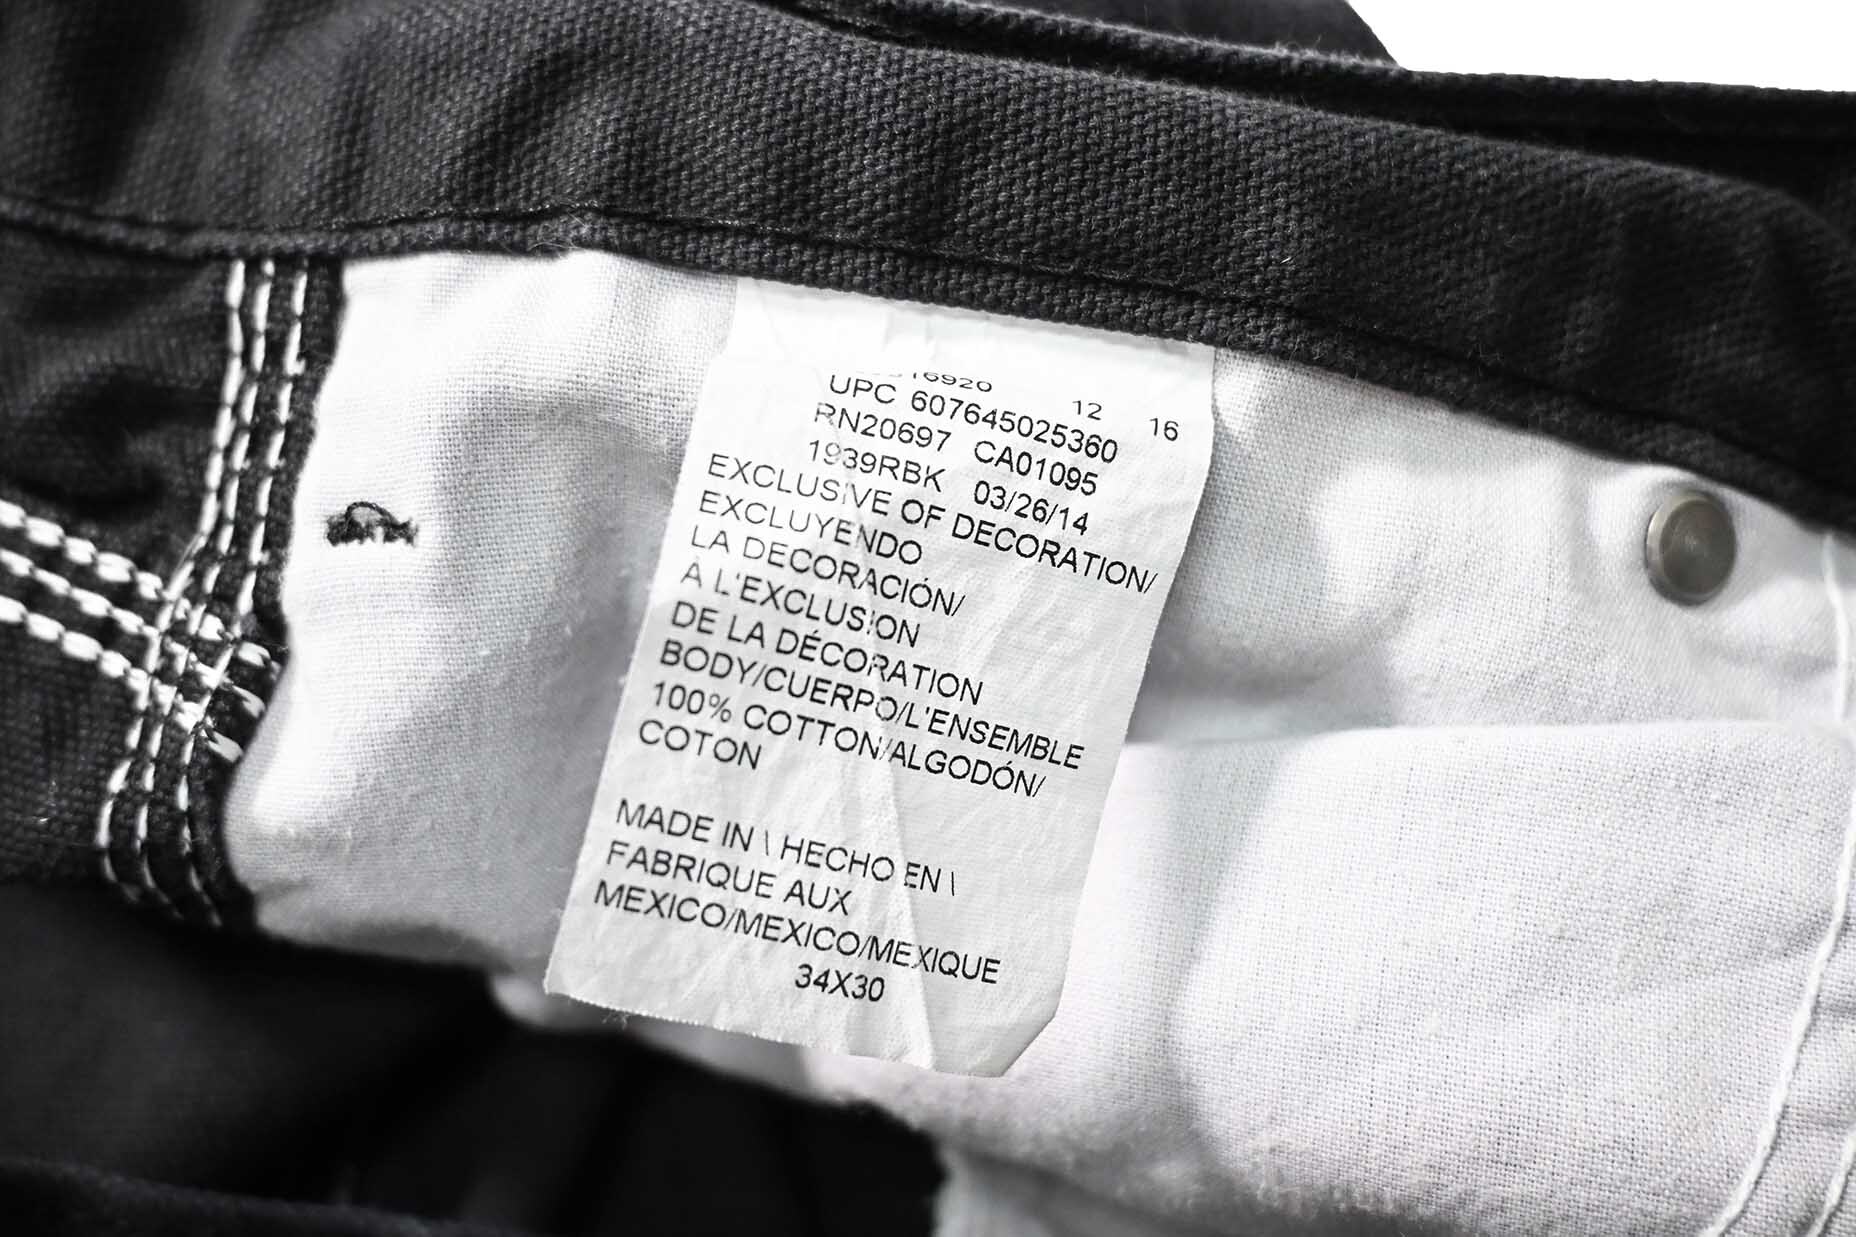 16920 12 16
UPC 607645025360
RN20697 CA01095
1939RBK 03/26/14
EXCLUSIVE OF DECORATION/
EXCLUYENDO
LA DECORACIÓN/
À L'EXCLUSION
DE LA DÉCORATION
BODY/CUERPO/L'ENSEMBLE
100% COTTON/ALGODÓN/
COTON
MADE IN \ HECHO EN \
FABRIQUE AUX
MEXICO/MEXICO/MEXIQUE
34X30